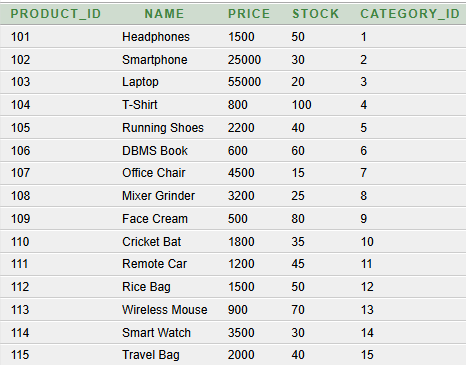 PRODUCT_ID NAME PRICE STOCK CATEGORY_ID
101 Headphones 1500 50 1
102 Smartphone 25000 30 2
103 Laptop 55000 20 3
104 T-Shirt 800 100 4
105 Running Shoes 2200 40 5
106 DBMS Book 600 60 6
107 Office Chair 4500 15 7
108 Mixer Grinder 3200 25 8
109 Face Cream 500 80 9
110 Cricket Bat 1800 35 10
111 Remote Car 1200 45 11
112 Rice Bag 1500 50 12
113 Wireless Mouse 900 70 13
114 Smart Watch 3500 30 14
115 Travel Bag 2000 40 15